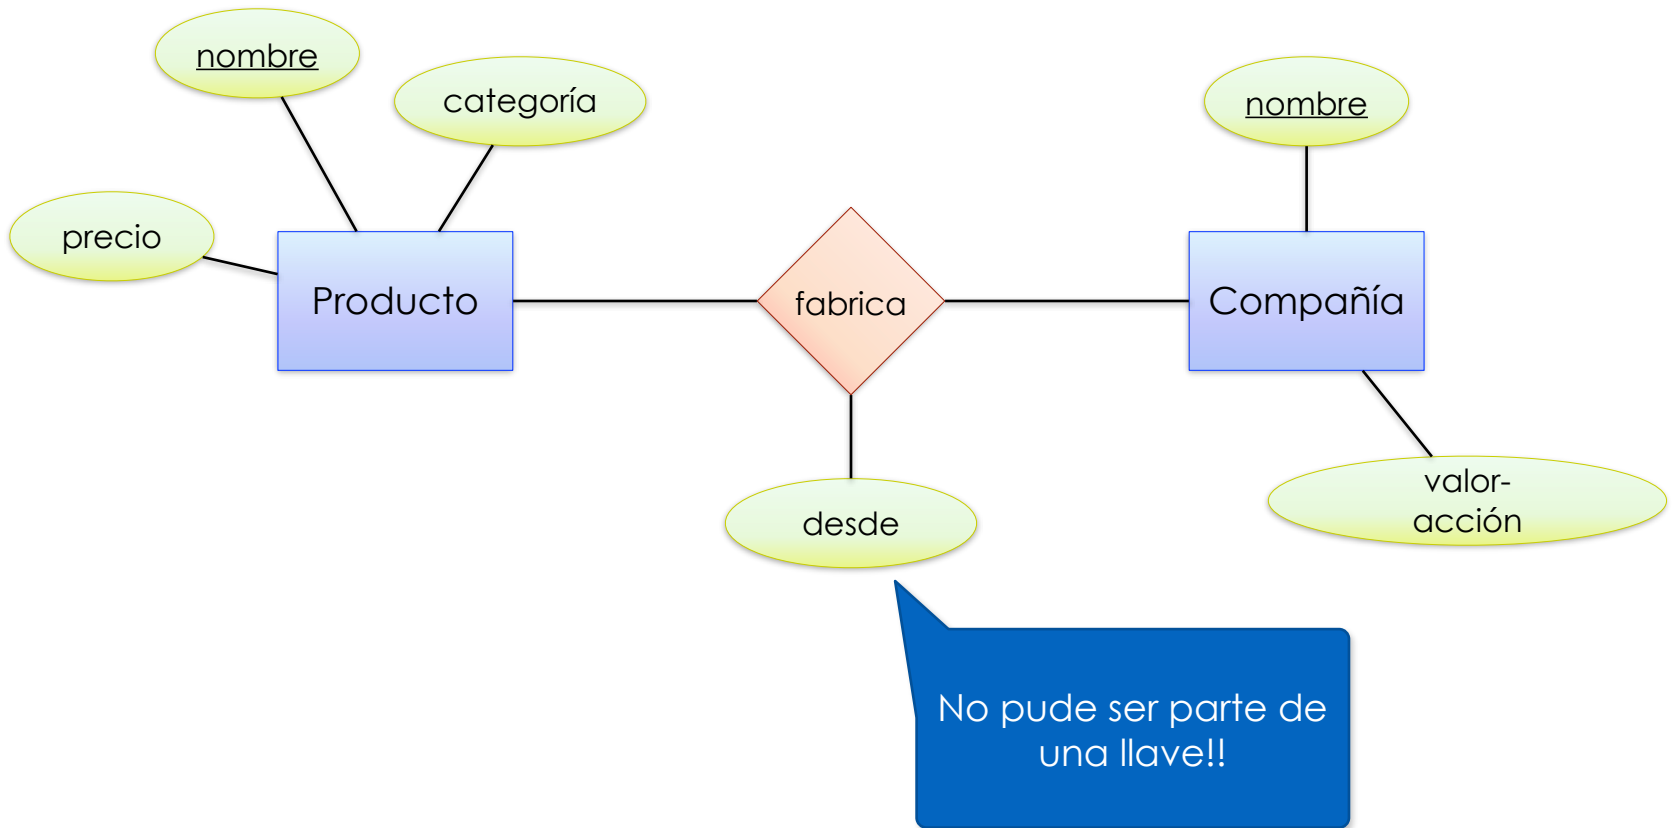 nombre
categoría
nombre
precio
Producto
fabrica
Compañía
valor-
acción
desde
No pude ser parte de
una llave!!